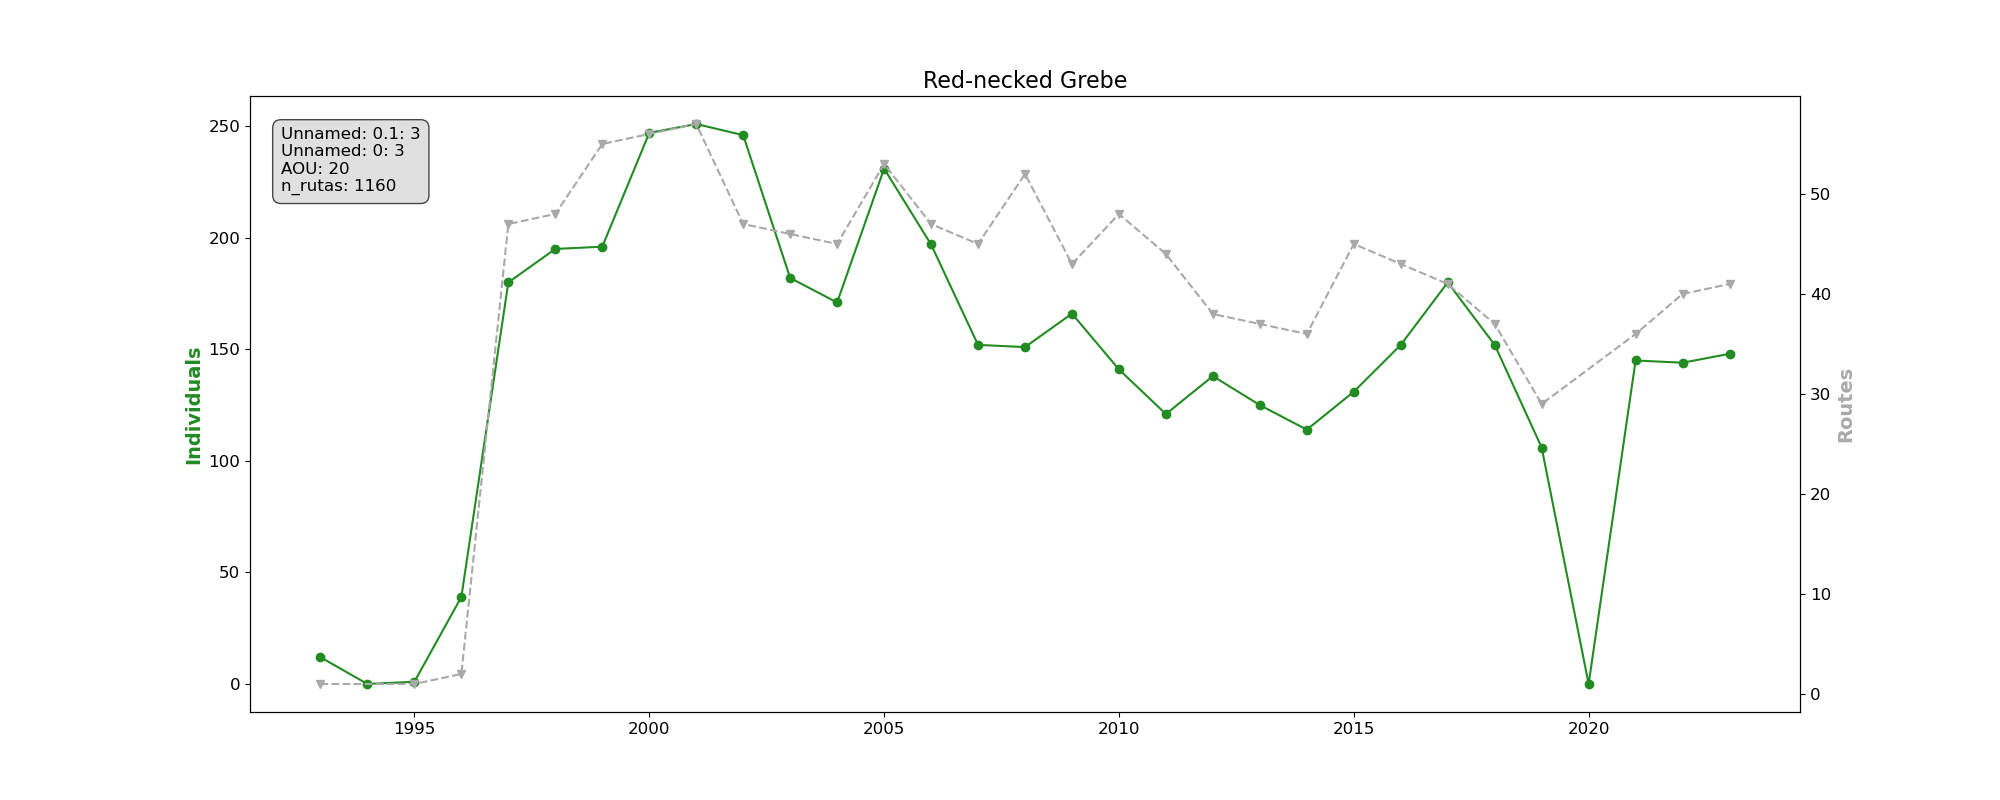 Red-necked Grebe
Unnamed: 0.1: 3
Unnamed: 0: 3
AOU: 20
n_rutas: 1160
250
200
150
100
50
0
Individuals
50
40
30
20
10
0
Routes
1995 2000 2005 2010 2015 2020